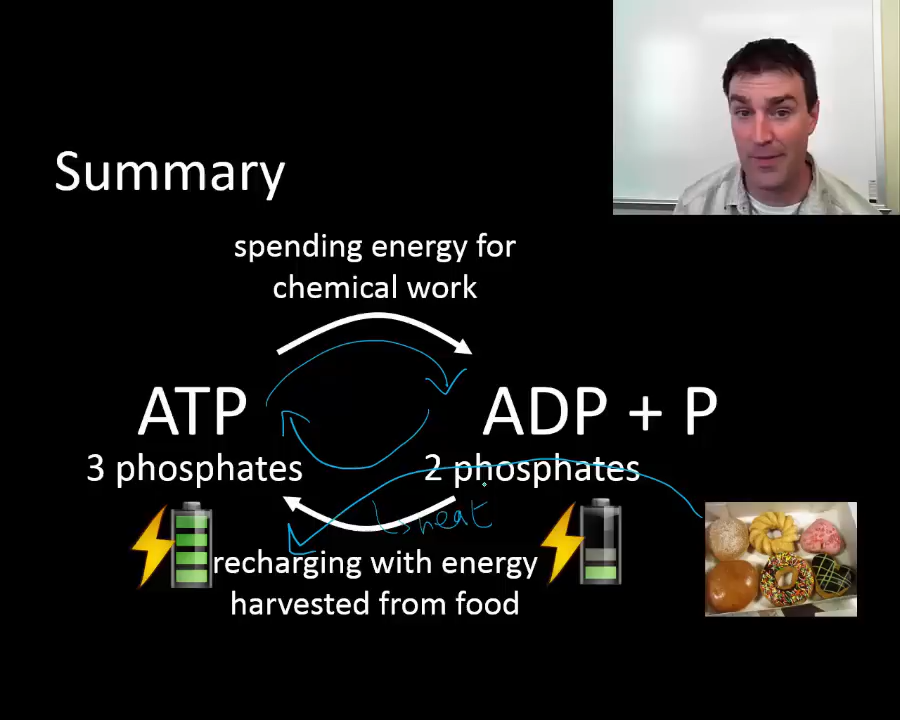 Summary
spending energy for
chemical work
ATP
ADP + P
3 phosphates
2 phosphates
heat
recharging with energy
harvested from food